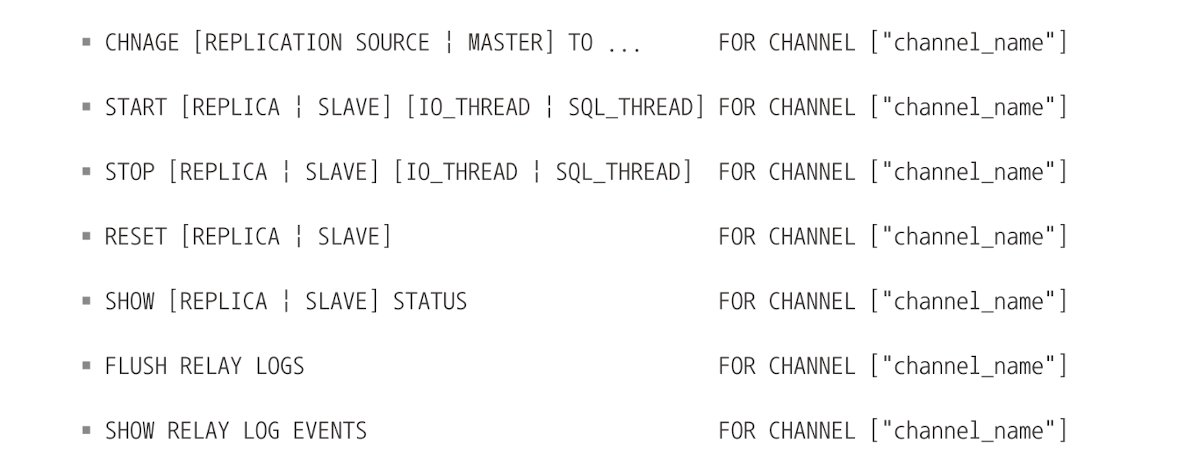 ▪ CHNAGE [REPLICATION SOURCE ¦ MASTER] TO ... FOR CHANNEL ["channel_name"]
▪ START [REPLICA ¦ SLAVE] [IO_THREAD ¦ SQL_THREAD] FOR CHANNEL ["channel_name"]
▪ STOP [REPLICA ¦ SLAVE] [IO_THREAD ¦ SQL_THREAD] FOR CHANNEL ["channel_name"]
▪ RESET [REPLICA ¦ SLAVE] FOR CHANNEL ["channel_name"]
▪ SHOW [REPLICA ¦ SLAVE] STATUS FOR CHANNEL ["channel_name"]
▪ FLUSH RELAY LOGS FOR CHANNEL ["channel_name"]
▪ SHOW RELAY LOG EVENTS FOR CHANNEL ["channel_name"]